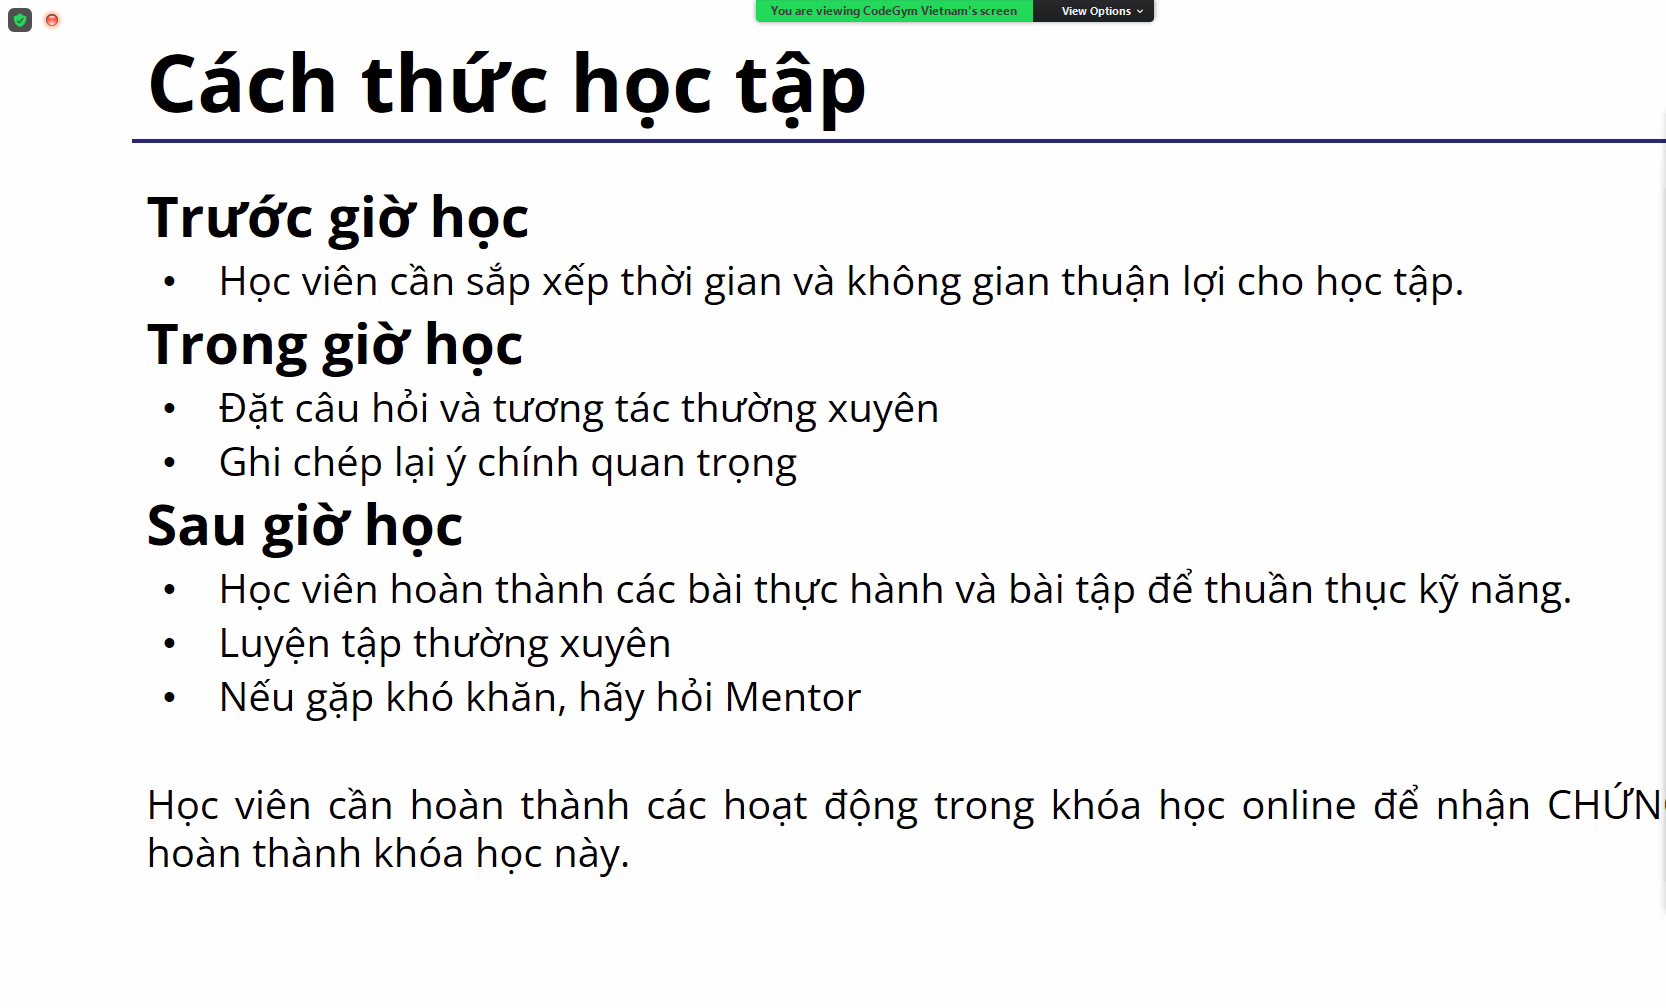 You are viewing CodeGym Vietnam's screen
View Options
Cách thức học tập
Trước giờ học
• Học viên cần sắp xếp thời gian và không gian thuận lợi cho học tập.
Trong giờ học
• Đặt câu hỏi và tương tác thường xuyên
• Ghi chép lại ý chính quan trọng
Sau giờ học
• Học viên hoàn thành các bài thực hành và bài tập để thuần thục kỹ năng.
• Luyện tập thường xuyên
• Nếu gặp khó khăn, hãy hỏi Mentor
Học viên cần hoàn thành các hoạt động trong khóa học online để nhận
hoàn thành khóa học này.